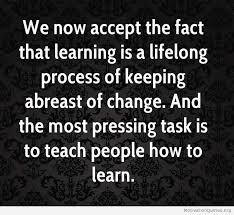 We now accept the fact
that learning is a lifelong
process of keeping
abreast of change. And
the most pressing task is
to teach people how to
learn.